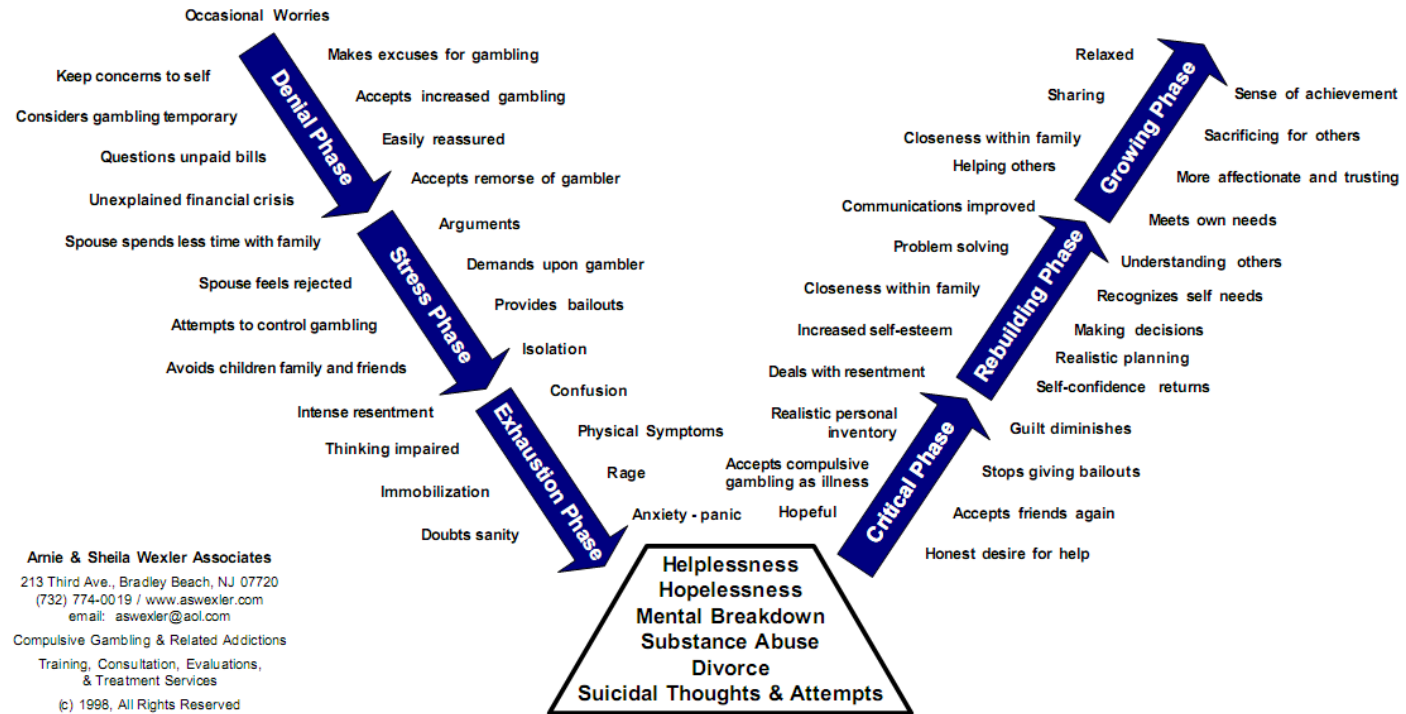 Occasional Worries
Denial Phase
Keep concerns to self
Considers gambling temporary
Questions unpaid bills
Unexplained financial crisis
Makes excuses for gambling
Accepts increased gambling
Easily reassured
Accepts remorse of gambler
Stress Phase
Spouse spends less time with family
Spouse feels rejected
Attempts to control gambling
Avoids children family and friends
Arguments
Demands upon gambler
Provides bailouts
Isolation
Exhaustion Phase
Intense resentment
Thinking impaired
Immobilization
Doubts sanity
Confusion
Physical Symptoms
Rage
Anxiety - panic
Helplessness
Hopelessness
Mental Breakdown
Substance Abuse
Divorce
Suicidal Thoughts & Attempts
Critical Phase
Hopeful
Accepts compulsive
gambling as illness
Realistic personal
inventory
Deals with resentment
Honest desire for help
Accepts friends again
Stops giving bailouts
Guilt diminishes
Rebuilding Phase
Increased self-esteem
Closeness within family
Problem solving
Communications improved
Self-confidence returns
Realistic planning
Making decisions
Recognizes self needs
Understanding others
Growing Phase
Helping others
Closeness within family
Sharing
Relaxed
Meets own needs
More affectionate and trusting
Sacrificing for others
Sense of achievement
Arnie & Sheila Wexler Associates
213 Third Ave., Bradley Beach, NJ 07720
(732) 774-0019 / www.aswexler.com
email: aswexler@aol.com
Compulsive Gambling & Related Addictions
Training, Consultation, Evaluations,
& Treatment Services
(c) 1998, All Rights Reserved